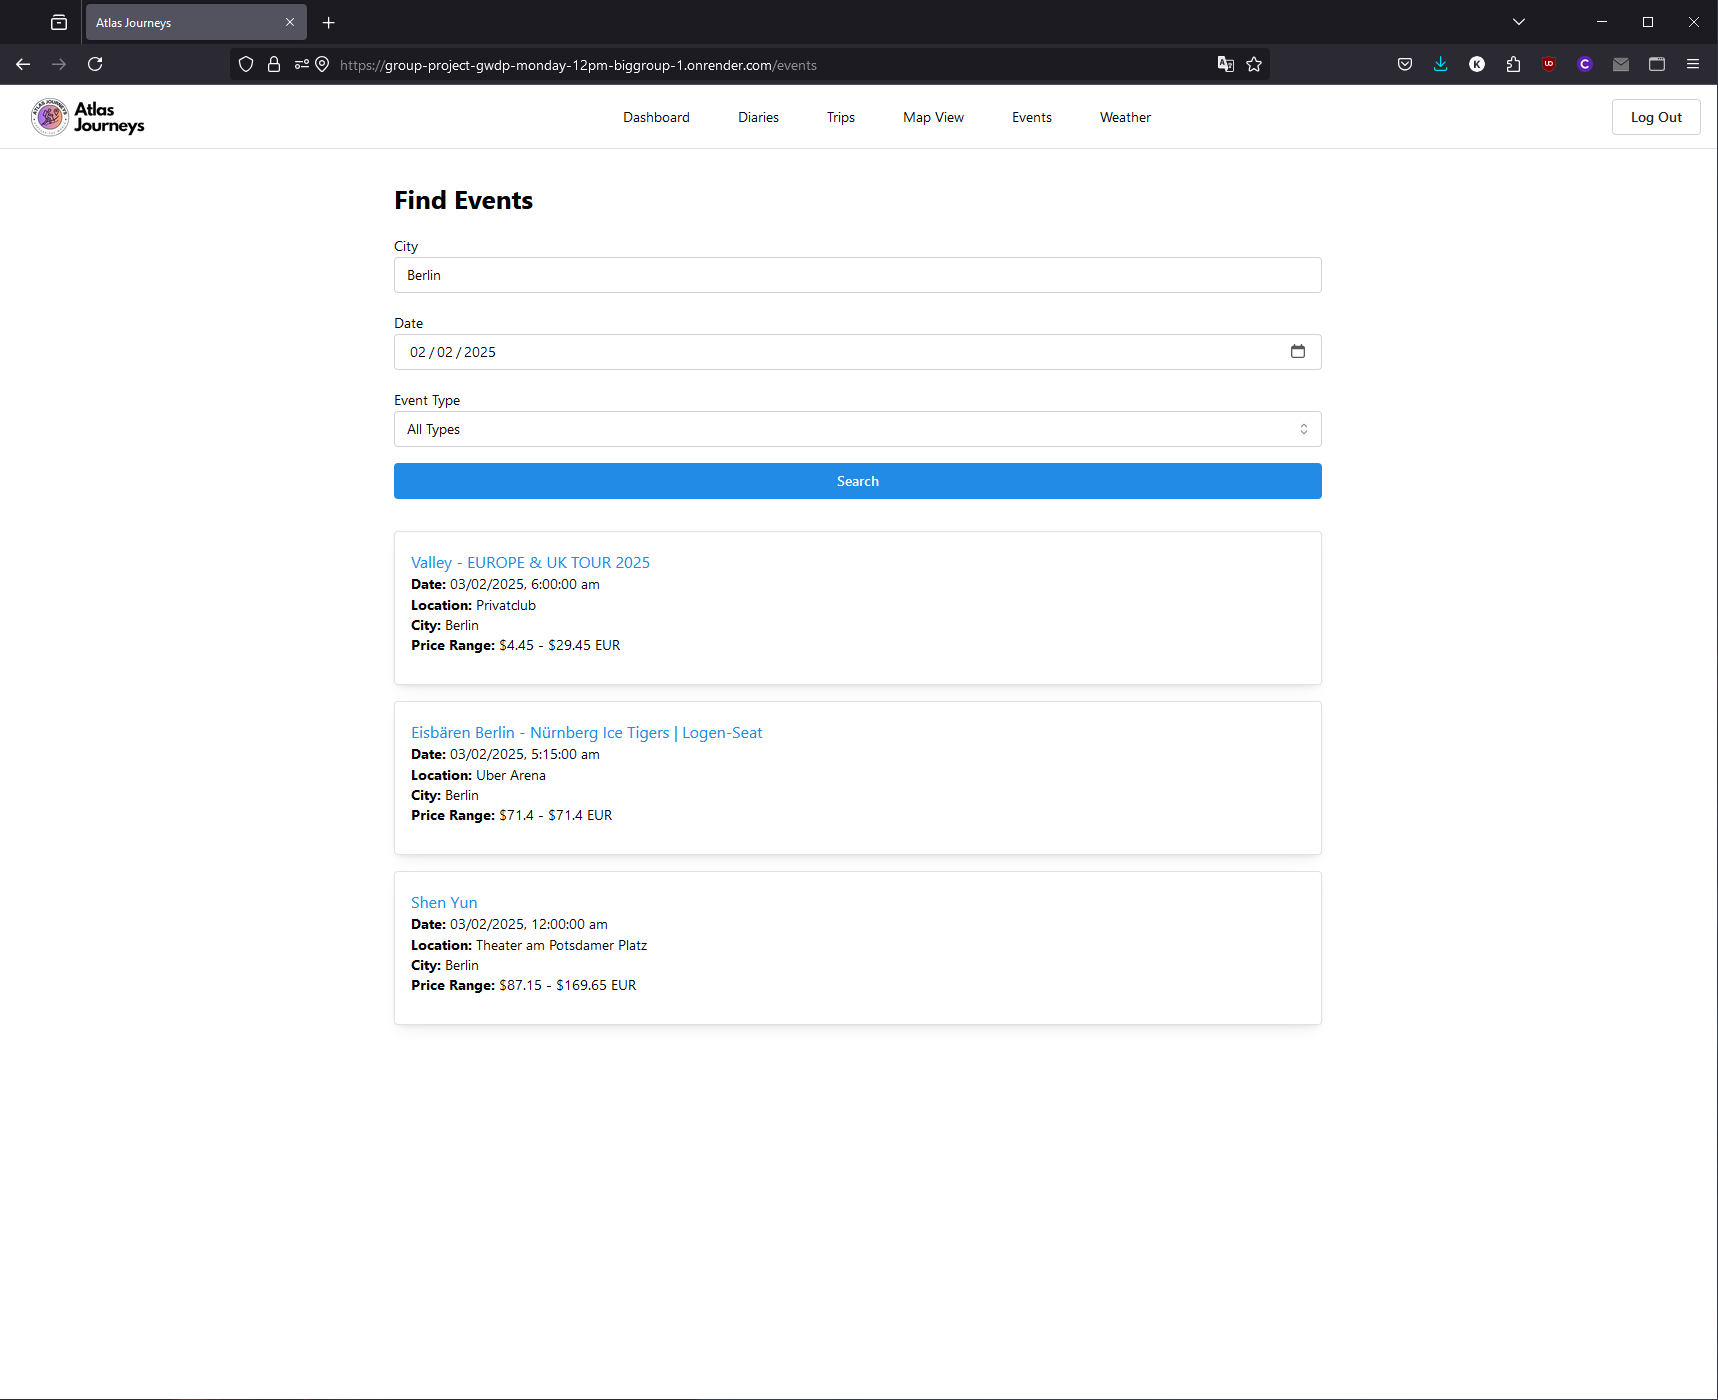 Atlas Journeys
https://group-project-gwdp-monday-12pm-biggroup-1.onrender.com/events
Atlas
Journeys
Dashboard
Diaries
Trips
Map View
Events
Weather
Log Out
Find Events
City
Berlin
Date
02 / 02 / 2025
Event Type
All Types
Search
Valley - EUROPE & UK TOUR 2025
Date: 03/02/2025, 6:00:00 am
Location: Privatclub
City: Berlin
Price Range: $4.45 - $29.45 EUR
Eisbären Berlin - Nürnberg Ice Tigers | Logen-Seat
Date: 03/02/2025, 5:15:00 am
Location: Uber Arena
City: Berlin
Price Range: $71.4 - $71.4 EUR
Shen Yun
Date: 03/02/2025, 12:00:00 am
Location: Theater am Potsdamer Platz
City: Berlin
Price Range: $87.15 - $169.65 EUR